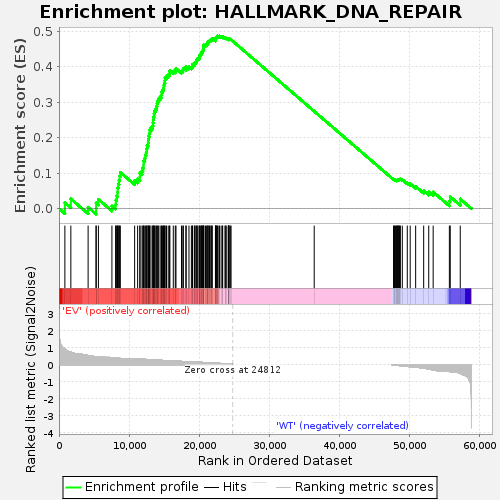 Enrichment plot: HALLMARK_DNA_REPAIR
Enrichment score (ES)
0.5
0.4
0.3
0.2
0.1
0.0
'EV' (positively correlated)
Ranked list metric (Signal2Noise)
3
2
1
0
-1
-2
-3
-4
Zero cross at 24812
'WT' (negatively correlated)
0 10,000 20,000 30,000 40,000 50,000 60,000
Rank in Ordered Dataset
Enrichment profile Hits Ranking metric scores